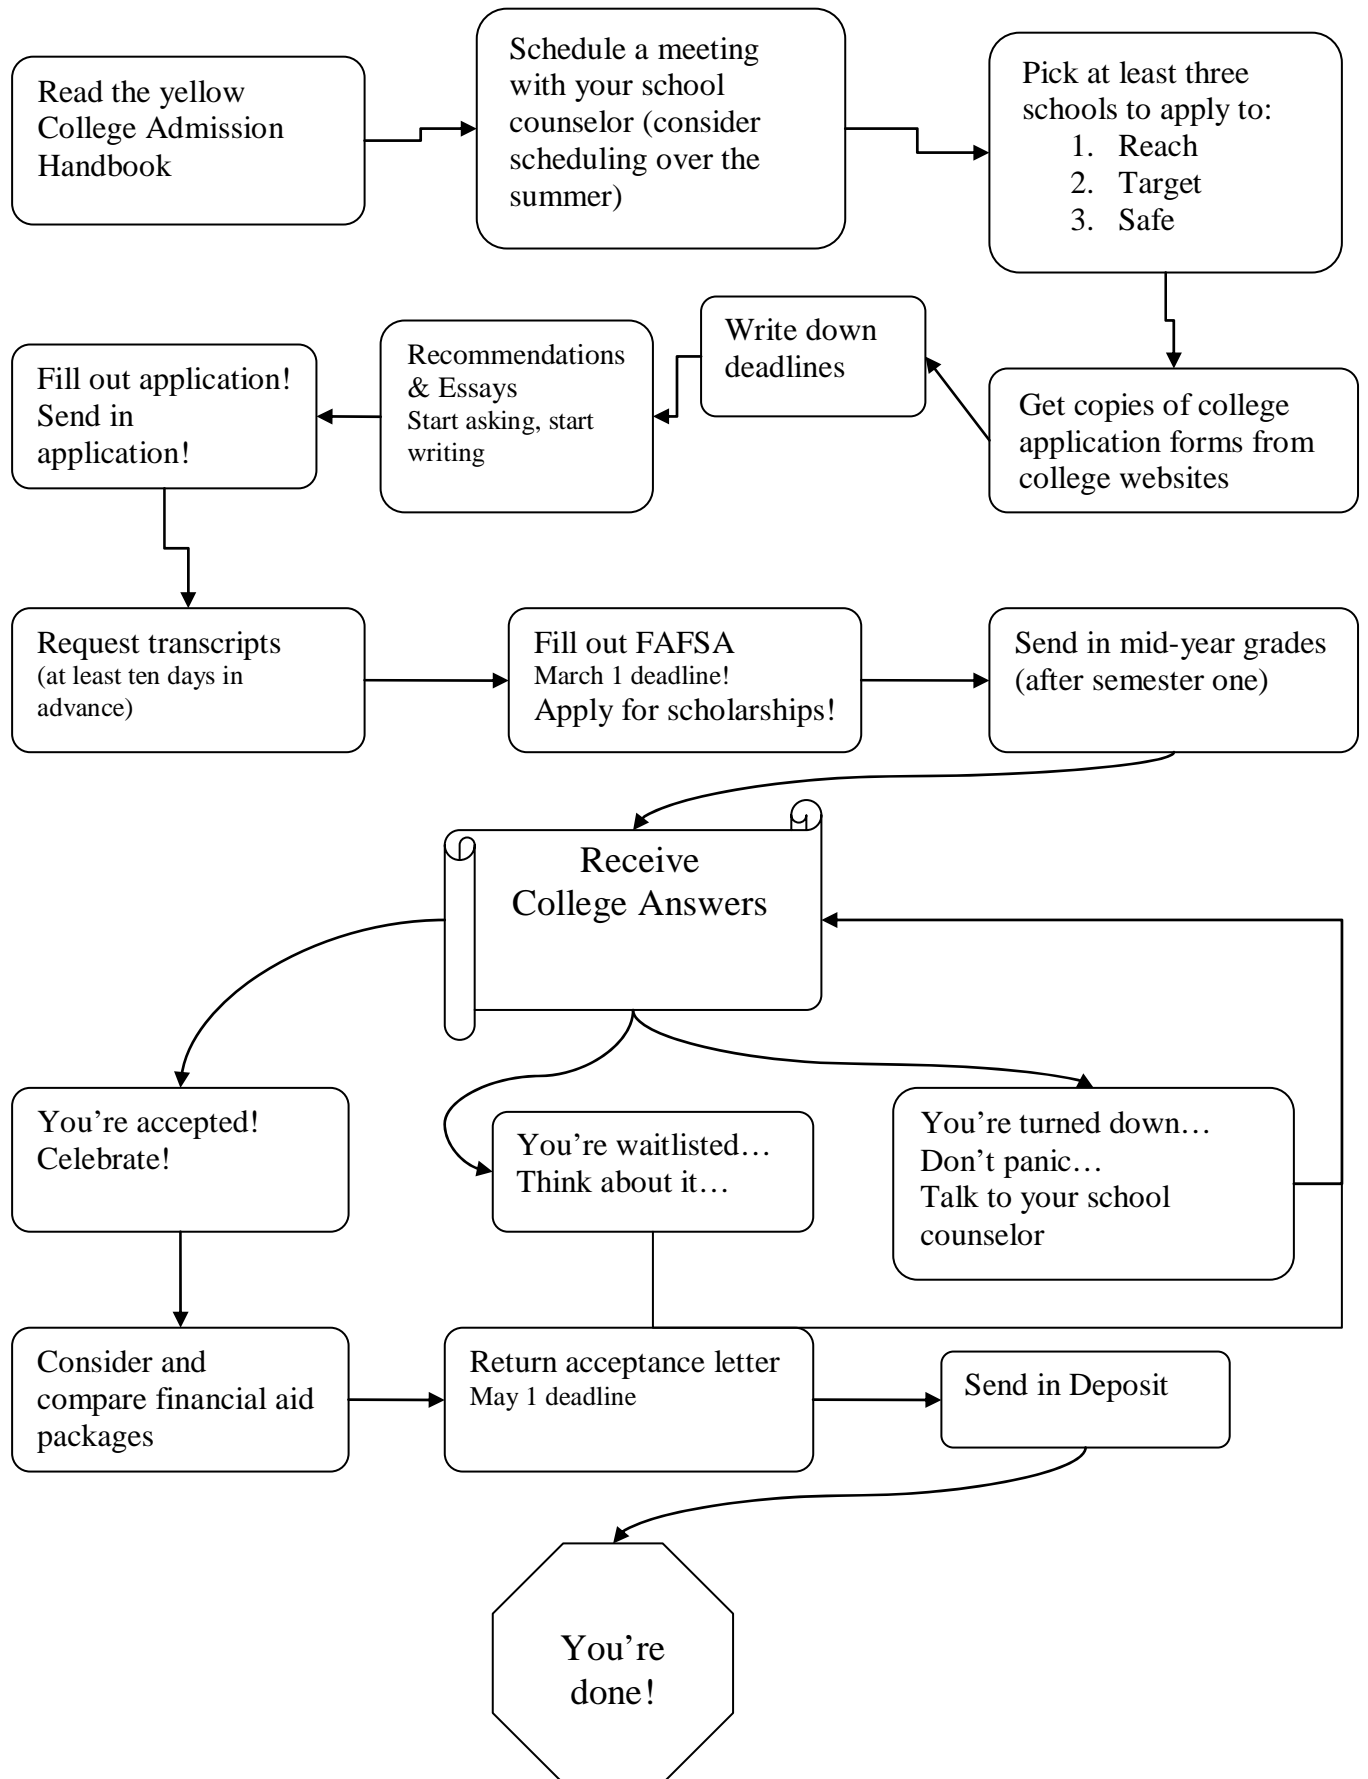 Read the yellow
College Admission
Handbook
Schedule a meeting
with your school
counselor (consider
scheduling over the
summer)
Pick at least three
schools to apply to:
1. Reach
2. Target
3. Safe
Get copies of college
application forms from
college websites
Write down
deadlines
Recommendations
& Essays
Start asking, start
writing
Fill out application!
Send in
application!
Request transcripts
(at least ten days in
advance)
Fill out FAFSA
March 1 deadline!
Apply for scholarships!
Send in mid-year grades
(after semester one)
Receive
College Answers
You’re accepted!
Celebrate!
You’re waitlisted…
Think about it…
You’re turned down…
Don’t panic…
Talk to your school
counselor
Consider and
compare financial aid
packages
Return acceptance letter
May 1 deadline
Send in Deposit
You’re
done!